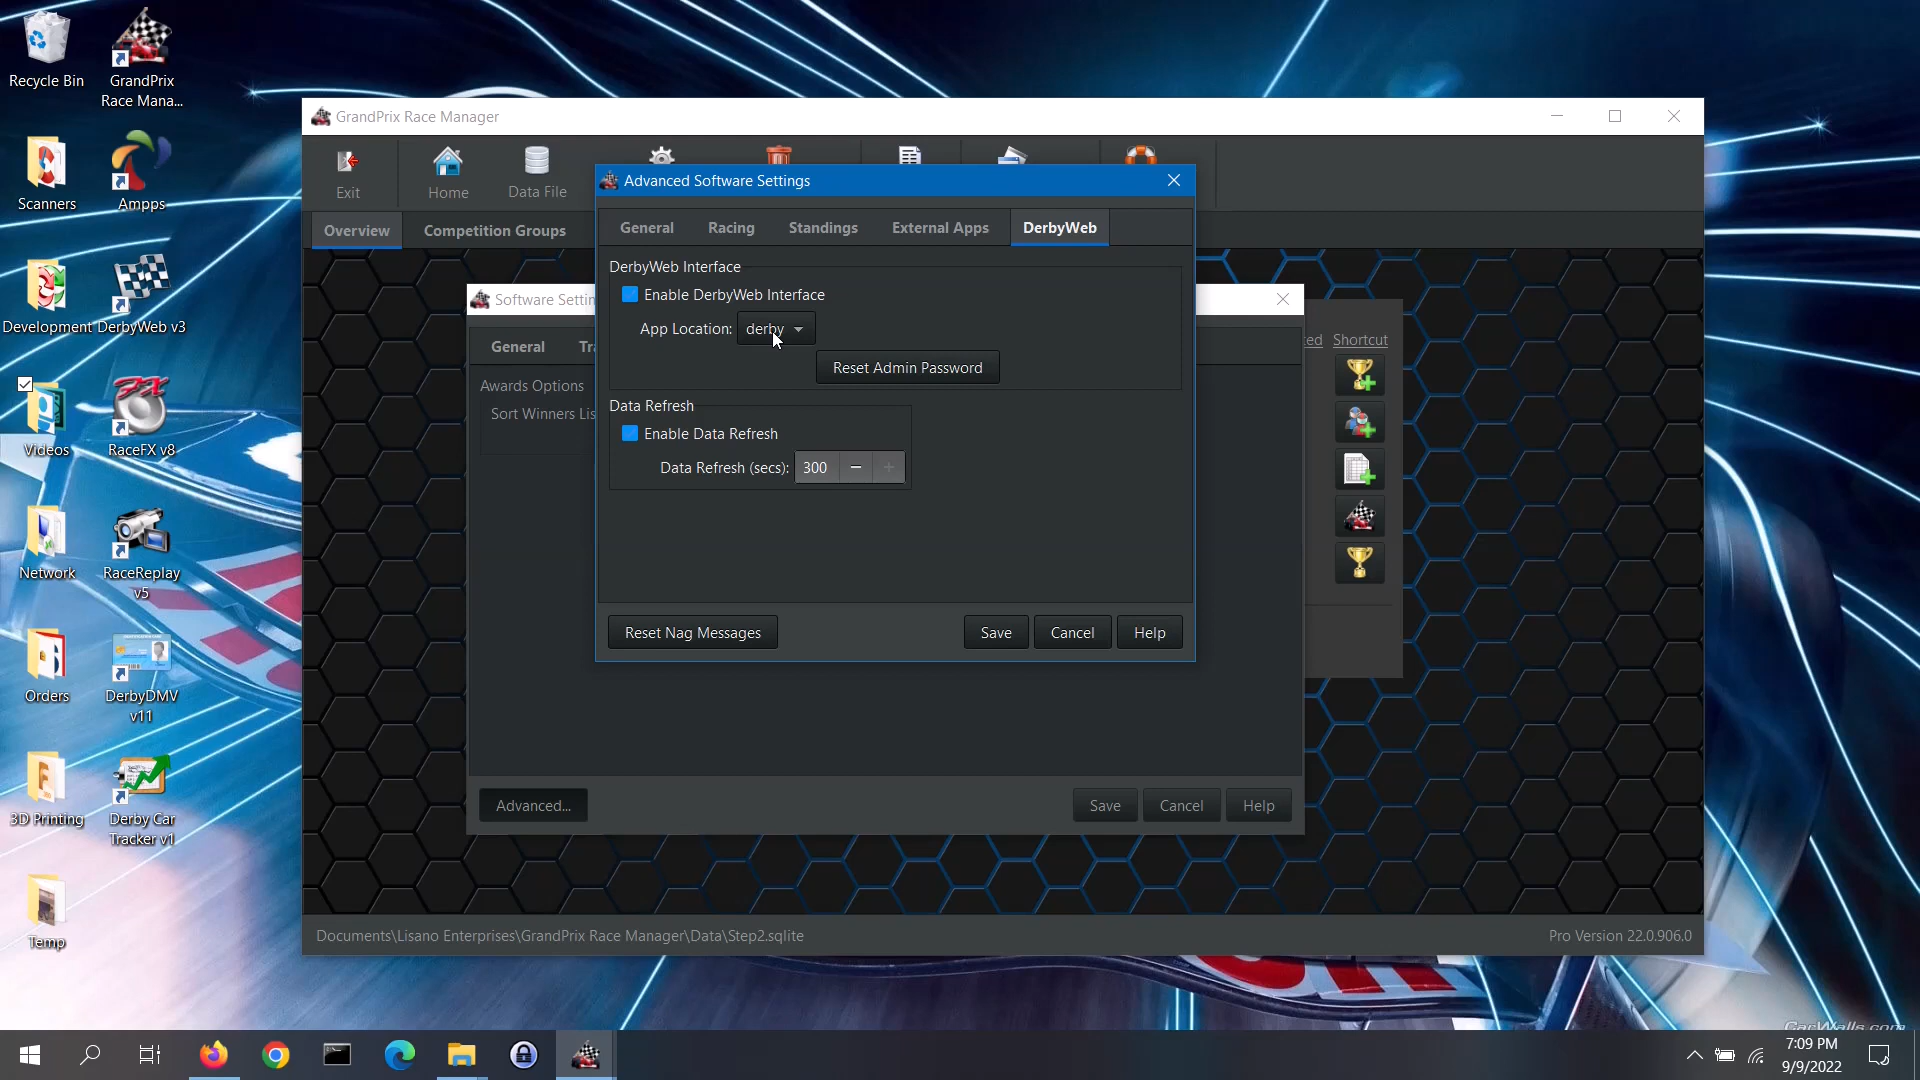 Recycle Bin
GrandPrix
Race Mana...
Scanners
Ampps
Development
DerbyWeb v3
Videos
RaceFX v8
Network
RaceReplay
v5
Orders
DerbyDMV
v11
3D Printing
Derby Car
Tracker v1
Temp
GrandPrix Race Manager
Exit
Home
Data File
Overview
Competition Groups
Advanced Software Settings
General
Racing
Standings
External Apps
DerbyWeb
DerbyWeb Interface
Enable DerbyWeb Interface
App Location: derby
Reset Admin Password
Data Refresh
Enable Data Refresh
Data Refresh (secs): 300
Reset Nag Messages
Save
Cancel
Help
Software Settin
General
Tra
Awards Options
Sort Winners Lis
Advanced...
Save
Cancel
Help
ed
Shortcut
Documents\Lisano Enterprises\GrandPrix Race Manager\Data\Step2.sqlite
Pro Version 22.0.906.0
CarWalls.com
7:09 PM
9/9/2022